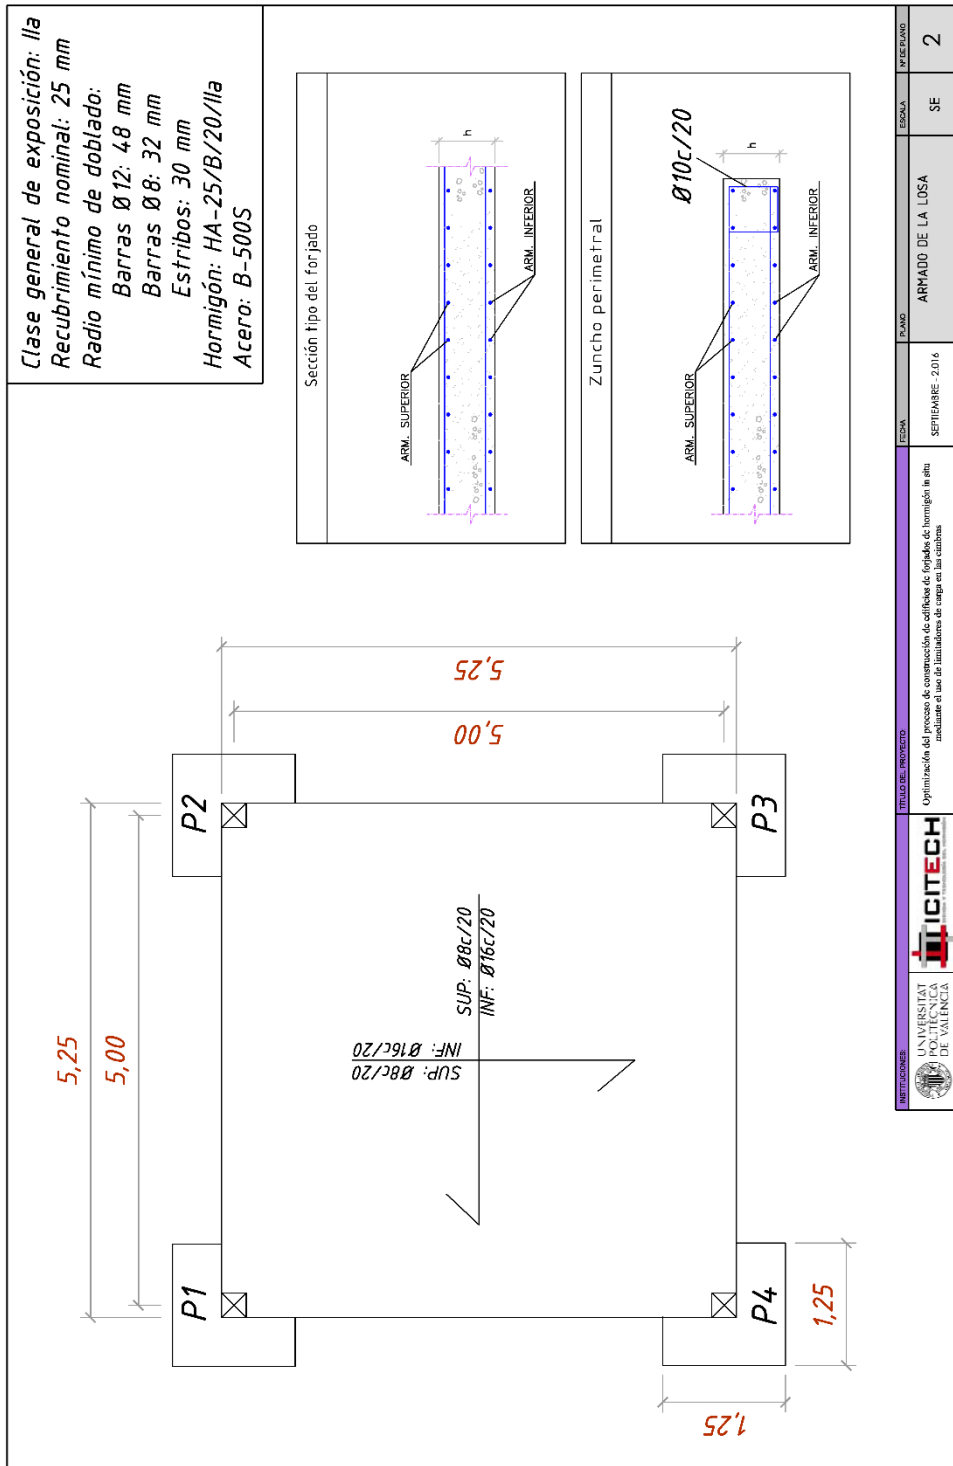 Clase general de exposición: IIa
Recubrimiento nominal: 25 mm
Radio mínimo de doblado:
Barras Ø12: 48 mm
Barras Ø8: 32 mm
Estribos: 30 mm
Hormigón: HA-25/B/20/IIa
Acero: B-500S
5,25
5,00
P1
P2
5,00
5,25
SUP: Ø8c/20
INF: Ø16c/20
SUP: Ø8c/20
INF: Ø16c/20
P4
P3
1,25
1,25
Sección tipo del forjado
ARM. SUPERIOR
h
ARM. INFERIOR
Zuncho perimetral
Ø10c/20
ARM. SUPERIOR
h
ARM. INFERIOR
INSTITUCIONES:
UNIVERSITAT
POLITÈCNICA
DE VALÈNCIA
ICITECH
TÍTULO DEL PROYECTO
Optimización del proceso de construcción de edificios de forjados de hormigón in situ
mediante el uso de limitadores de carga en las cimbras
FECHA
SEPTIEMBRE - 2.016
PLANO
ARMADO DE LA LOSA
ESCALA
SE
Nº DE PLANO
2